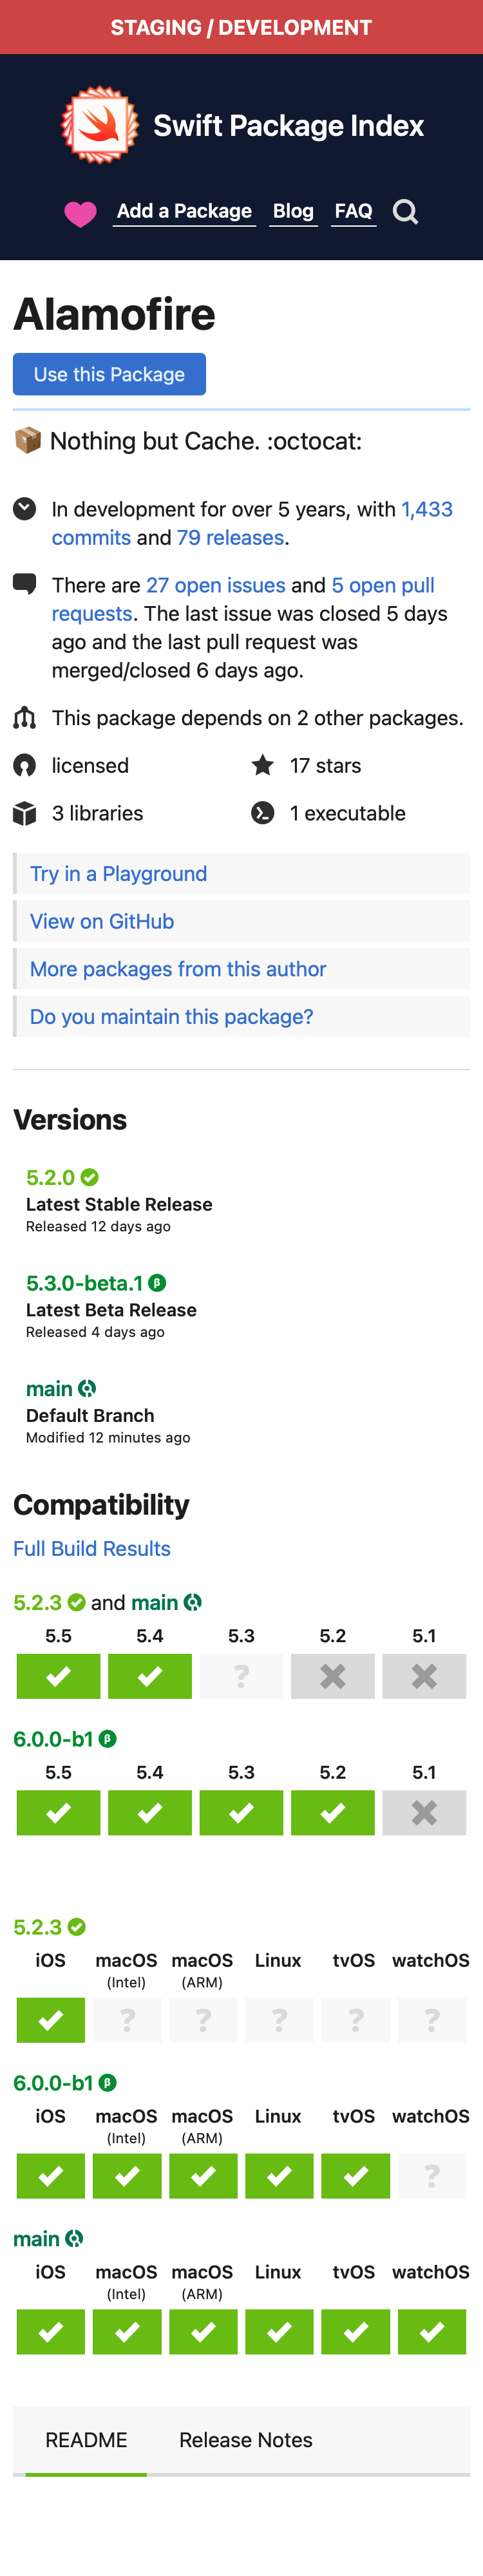 STAGING / DEVELOPMENT
Swift Package Index
Add a Package Blog FAQ
Alamofire
Use this Package
📦 Nothing but Cache. :octocat:
In development for over 5 years, with 1,433
commits and 79 releases.
There are 27 open issues and 5 open pull
requests. The last issue was closed 5 days
ago and the last pull request was
merged/closed 6 days ago.
This package depends on 2 other packages.
licensed 17 stars
3 libraries 1 executable
Try in a Playground
View on GitHub
More packages from this author
Do you maintain this package?
Versions
5.2.0
Latest Stable Release
Released 12 days ago
5.3.0-beta.1 β
Latest Beta Release
Released 4 days ago
main
Default Branch
Modified 12 minutes ago
Compatibility
Full Build Results
5.2.3 and main
5.5 5.4 5.3 5.2 5.1
✓ ✓ ? ✕ ✕
6.0.0-b1 β
5.5 5.4 5.3 5.2 5.1
✓ ✓ ✓ ✓ ✕
5.2.3
iOS macOS macOS Linux tvOS watchOS
(Intel) (ARM)
✓ ? ? ? ? ?
6.0.0-b1 β
iOS macOS macOS Linux tvOS watchOS
(Intel) (ARM)
✓ ✓ ✓ ✓ ✓ ?
main
iOS macOS macOS Linux tvOS watchOS
(Intel) (ARM)
✓ ✓ ✓ ✓ ✓ ✓
README Release Notes